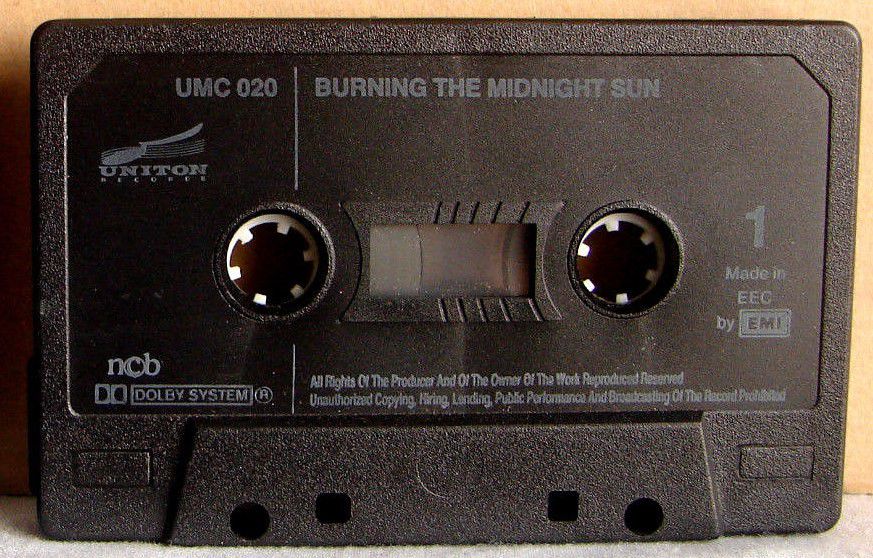 UMC 020
BURNING THE MIDNIGHT SUN
UNITON
RECORDS
1
Made in
EEC
by EMI
ncb
DOLBY SYSTEM ®
All Rights Of The Producer And Of The Owner Of The Work Reproduced Reserved
Unauthorized Copying, Hiring, Lending, Public Performance And Broadcasting Of The Record Prohibited